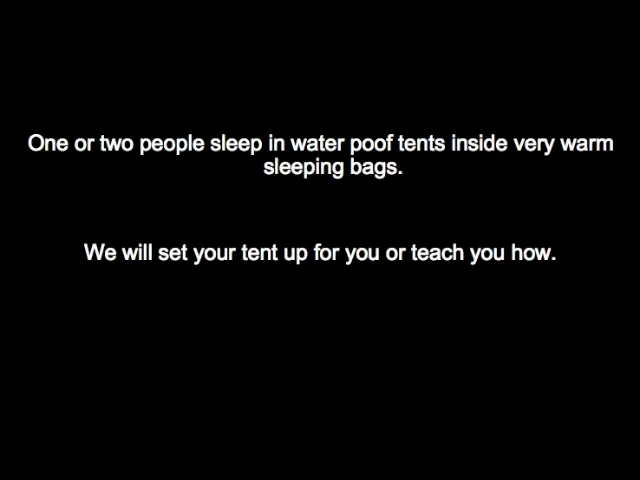 One or two people sleep in water poof tents inside very warm
sleeping bags.
We will set your tent up for you or teach you how.